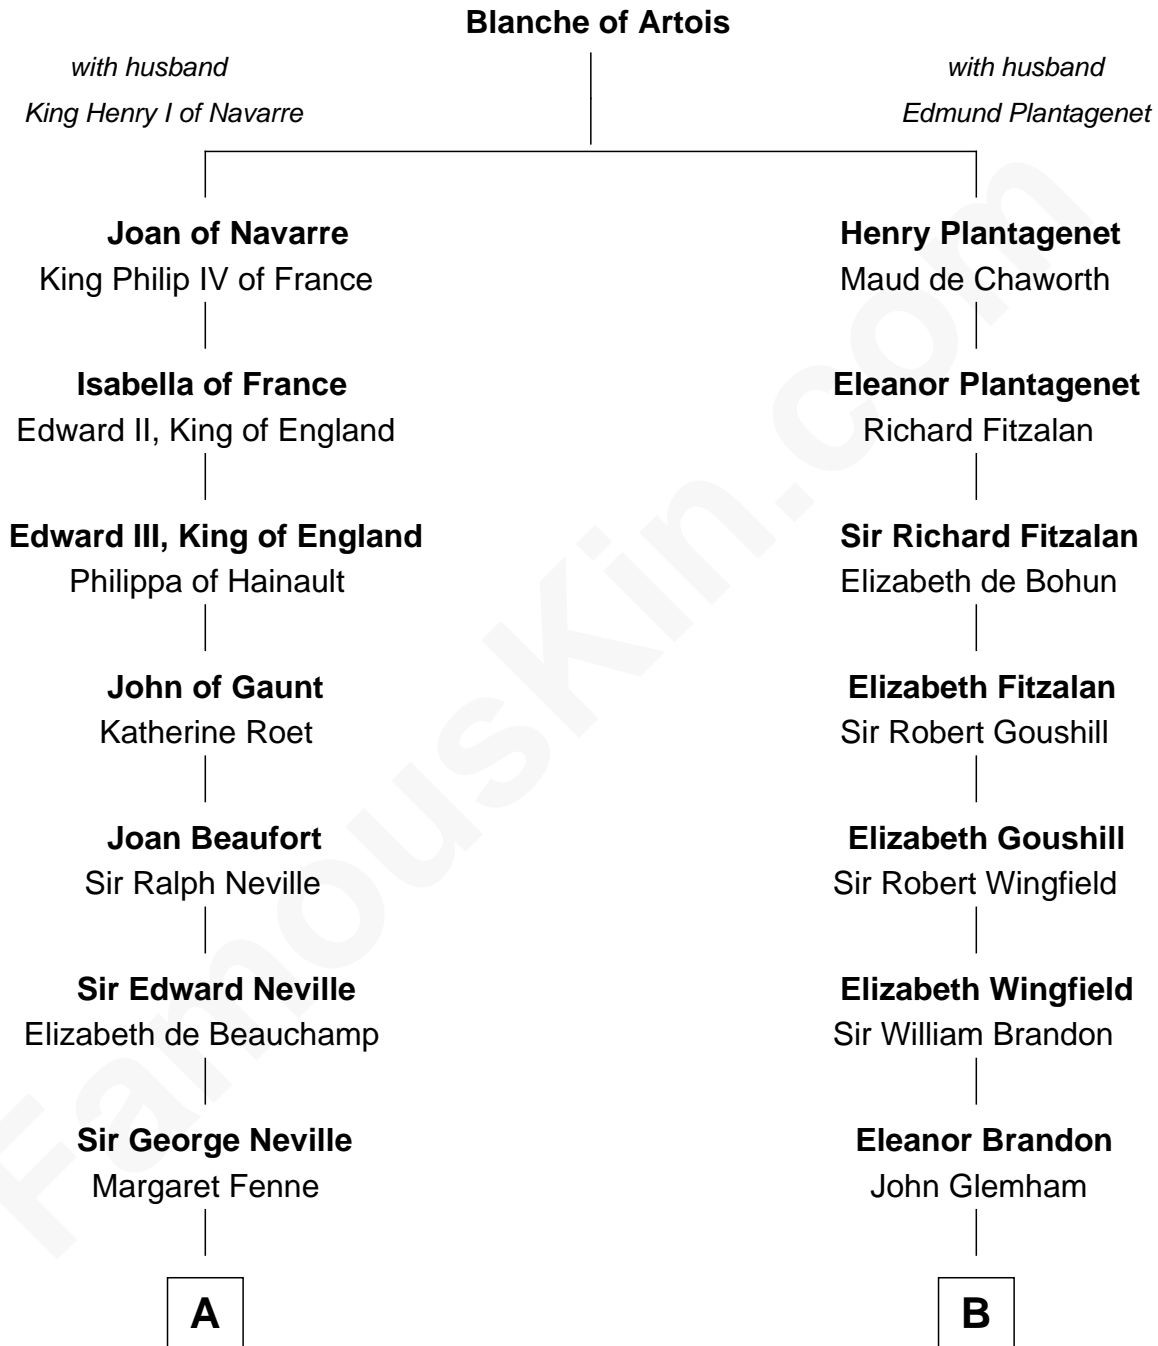 Blanche of Artois
with husband
King Henry I of Navarre
with husband
Edmund Plantagenet
Joan of Navarre
King Philip IV of France
Henry Plantagenet
Maud de Chaworth
Isabella of France
Edward II, King of England
Eleanor Plantagenet
Richard Fitzalan
Edward III, King of England
Philippa of Hainault
Sir Richard Fitzalan
Elizabeth de Bohun
John of Gaunt
Katherine Roet
Elizabeth Fitzalan
Sir Robert Goushill
Joan Beaufort
Sir Ralph Neville
Elizabeth Goushill
Sir Robert Wingfield
Sir Edward Neville
Elizabeth de Beauchamp
Elizabeth Wingfield
Sir William Brandon
Sir George Neville
Margaret Fenne
Eleanor Brandon
John Glemham
A
B
FamousKin.com